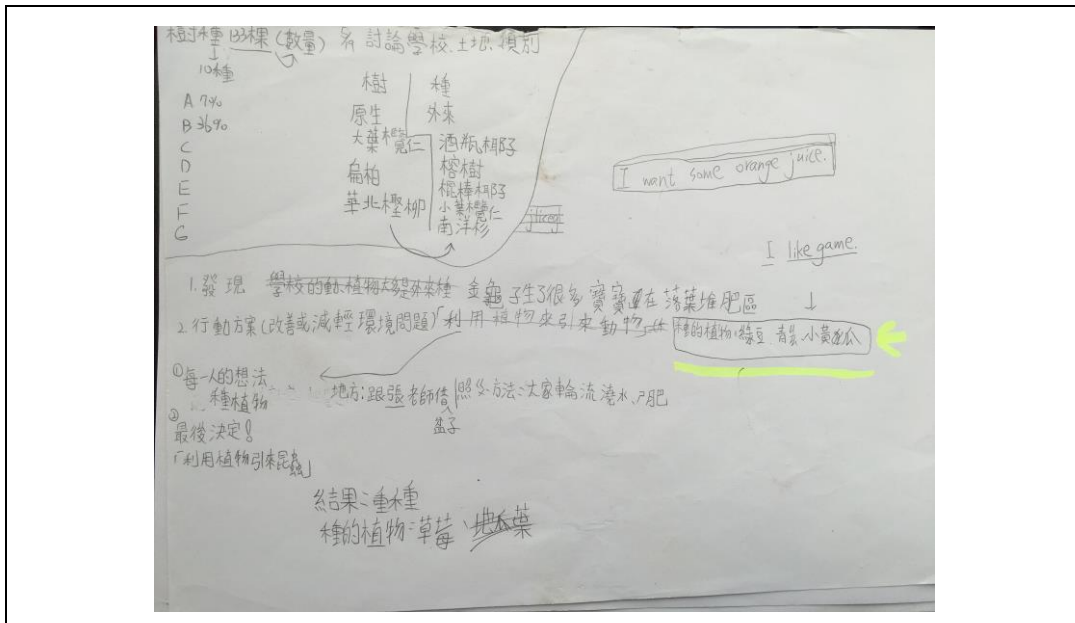 樹種 133棵 (數量) 討論學校.土地.類別
↓
10種
A 7%
B 36%
C
D
E
F
G
樹 種
原生 外來
大葉欖仁 酒瓶椰子
扁柏 榕樹
華北檉柳 棍棒椰子
小葉欖仁
南洋杉
I want some orange juice.
I like game.
1.發現 學校的動.植物大多是外來種 金龜子生了很多寶寶在落葉堆肥區
2.行動方案(改善或減輕環境問題)「利用植物來引來動物
種的植物:綠豆、青 、小黃瓜
①每一人的想法
種植物
地方:跟張老師借 盆子 照 方法:大家輪流澆水、 肥
②
最後決定!
「利用植物引來昆蟲」
結果:重種
種的植物:草莓、地瓜葉